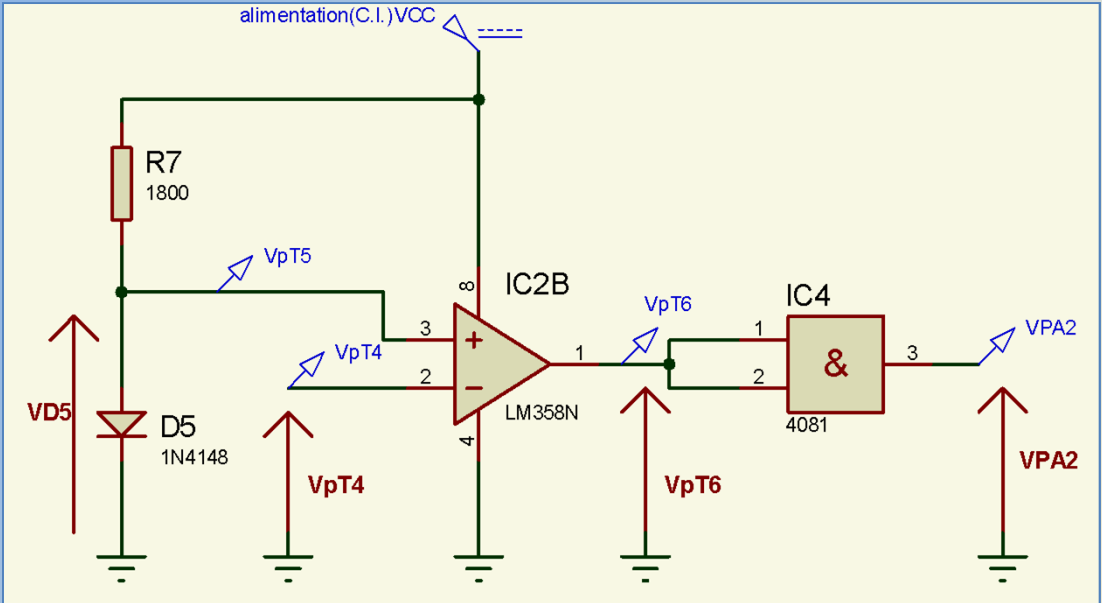 alimentation(C.I.)VCC
R7
1800
VpT5
8
IC2B
VpT6
IC4
VPA2
3
+
1
1
VpT4
&
3
2
−
2
VD5
LM358N
4081
D5
4
1N4148
VpT4
VpT6
VPA2